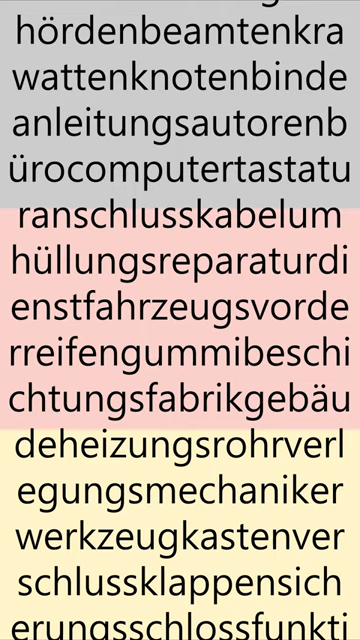 hördenbeamtenkra
wattenknotenbinde
anleitungsautorenb
ürocomputertastatu
ranschlusskabelum
hüllungsreparaturdi
enstfahrzeugsvorde
rreifengummibeschi
chtungsfabrikgebäu
deheizungsrohrverl
egungsmechaniker
werkzeugkastenver
schlussklappensich
erungsschlossfunkti